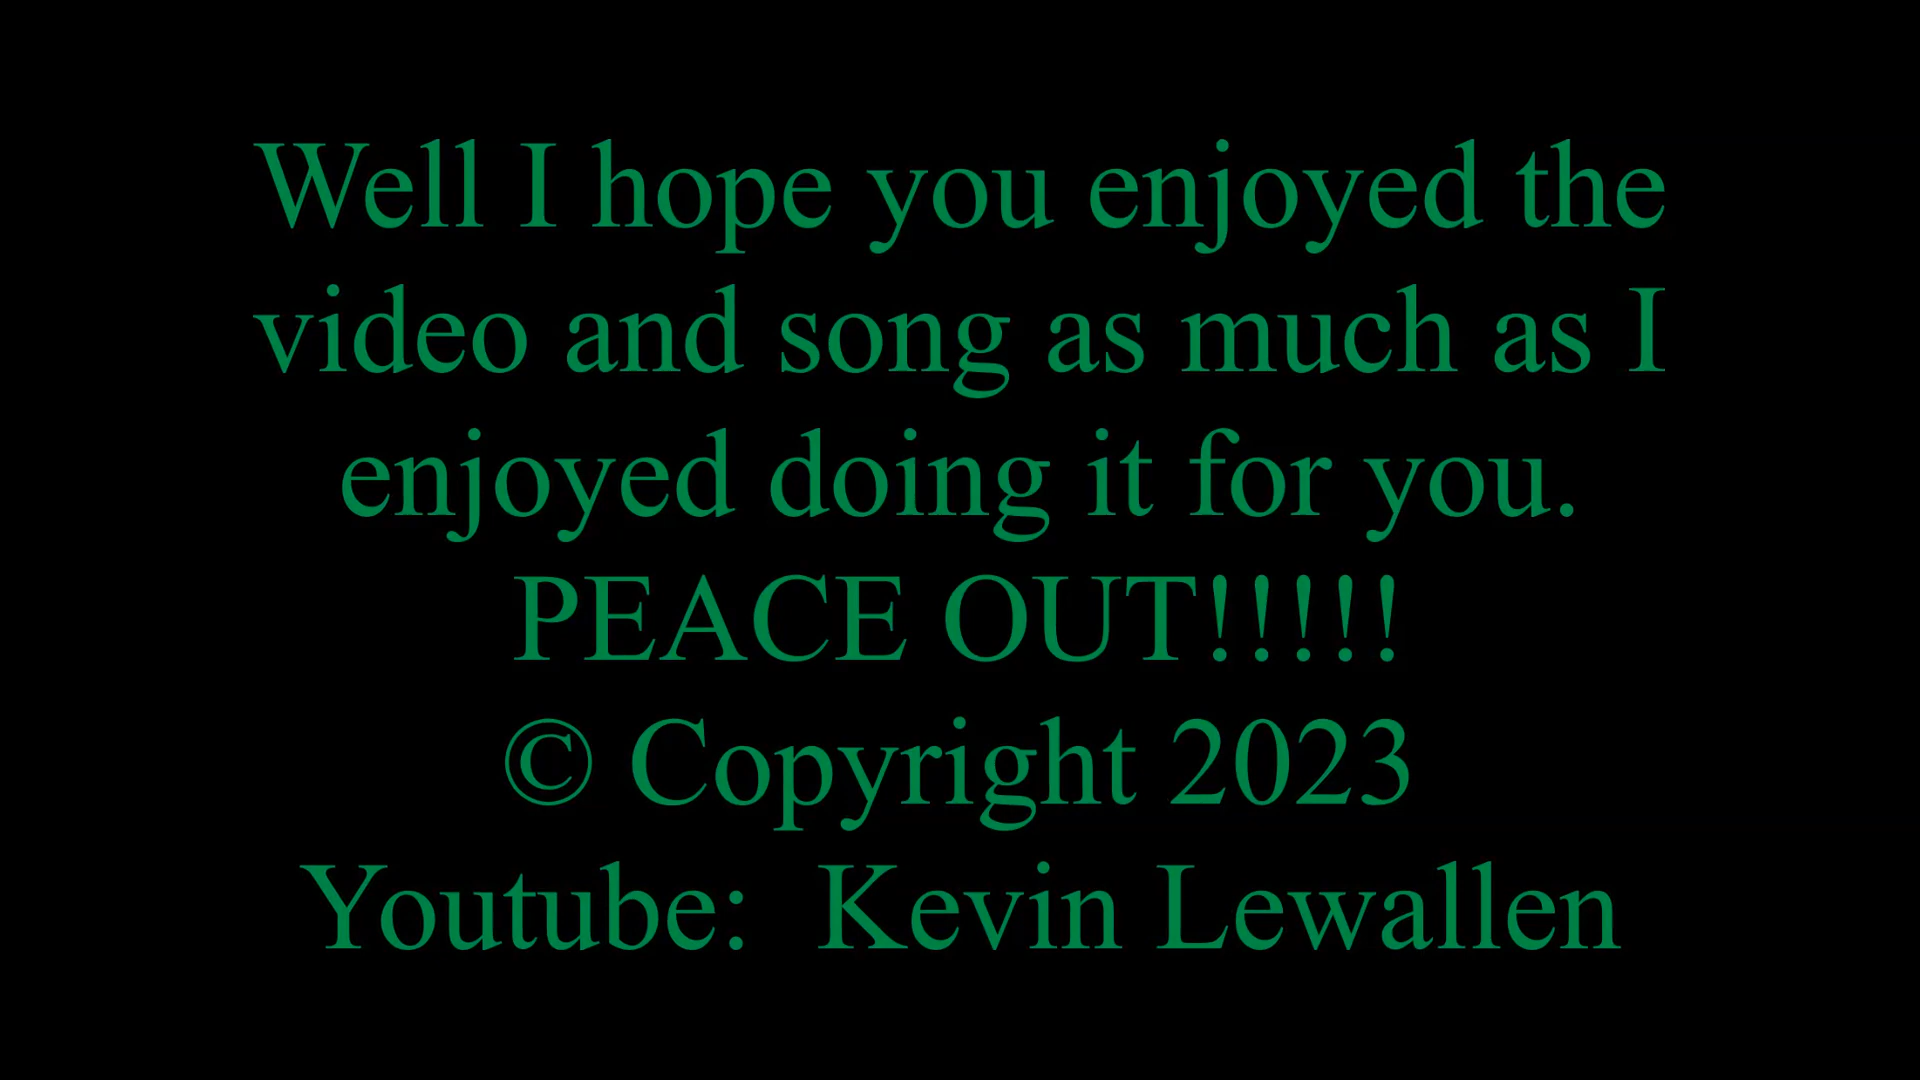 Well I hope you enjoyed the
video and song as much as I
enjoyed doing it for you.
PEACE OUT!!!!!
© Copyright 2023
Youtube:  Kevin Lewallen